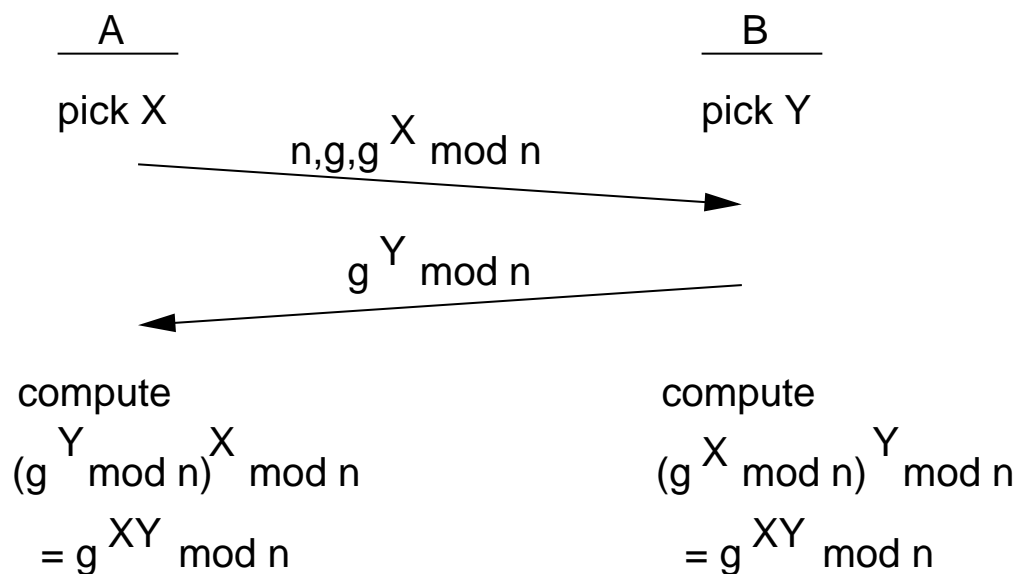 A B
pick X pick Y
n,g,g^X mod n
g^Y mod n
compute compute
(g^Y mod n)^X mod n (g^X mod n)^Y mod n
= g^XY mod n = g^XY mod n